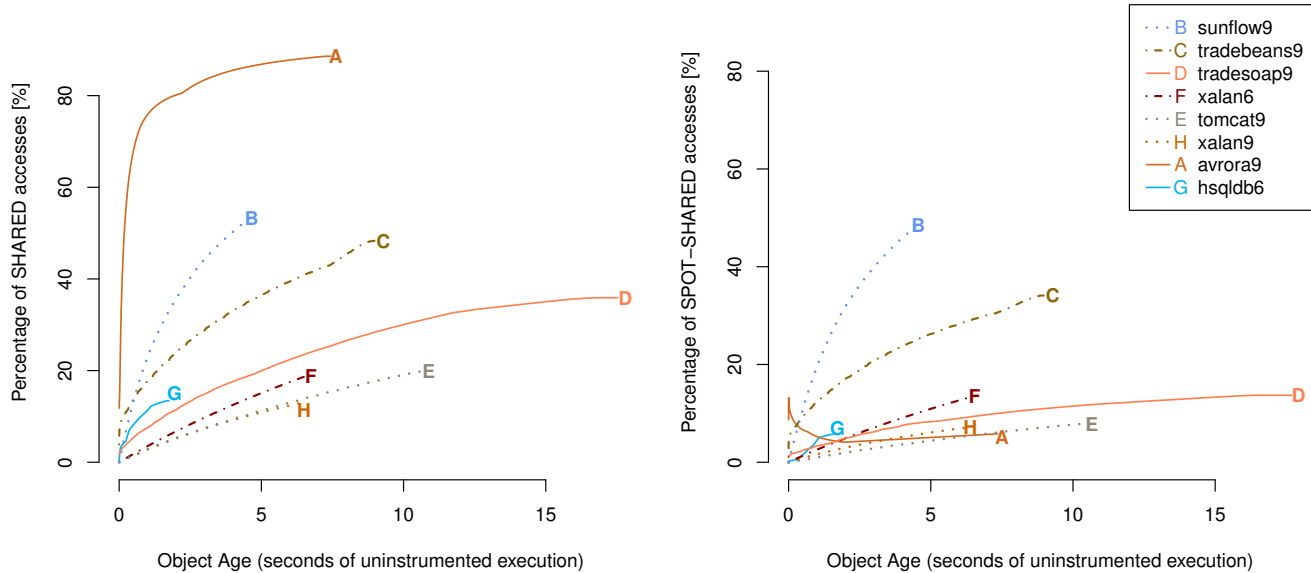 Percentage of SHARED accesses [%]
80
60
40
20
0
A
B
C
D
G
F
E
H
0 5 10 15
Object Age (seconds of uninstrumented execution)
Percentage of SPOT−SHARED accesses [%]
80
60
40
20
0
B
C
F
D
G
H
E
A
0 5 10 15
Object Age (seconds of uninstrumented execution)
B sunflow9
C tradebeans9
D tradesoap9
F xalan6
E tomcat9
H xalan9
A avrora9
G hsqldb6